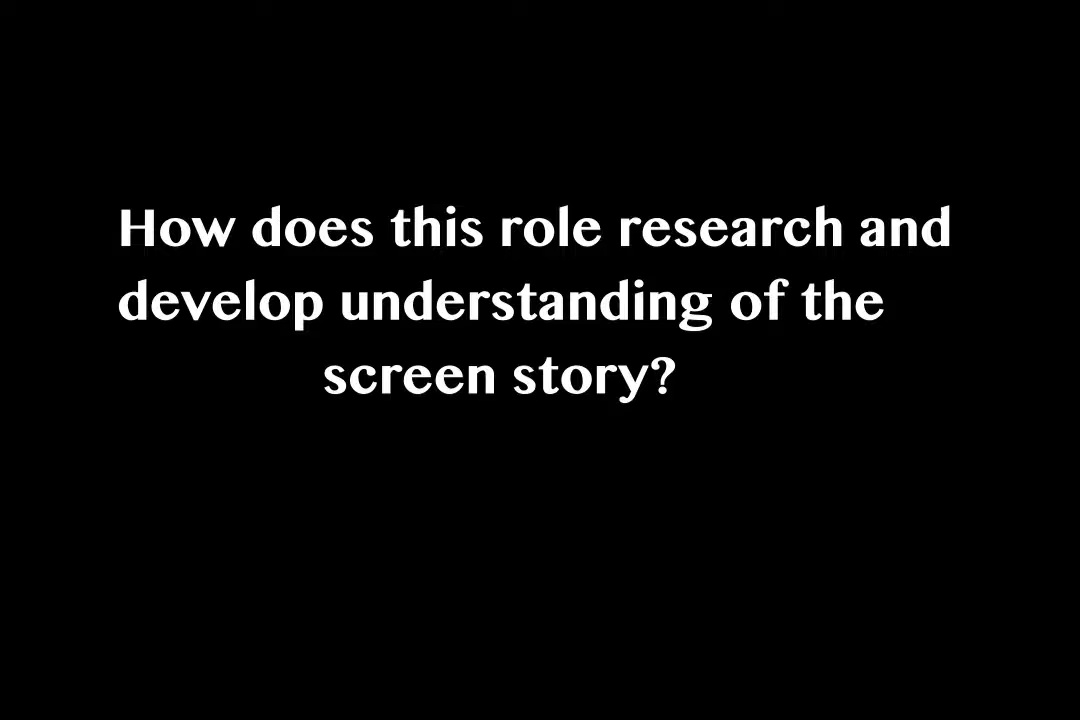 How does this role research and
develop understanding of the
screen story?